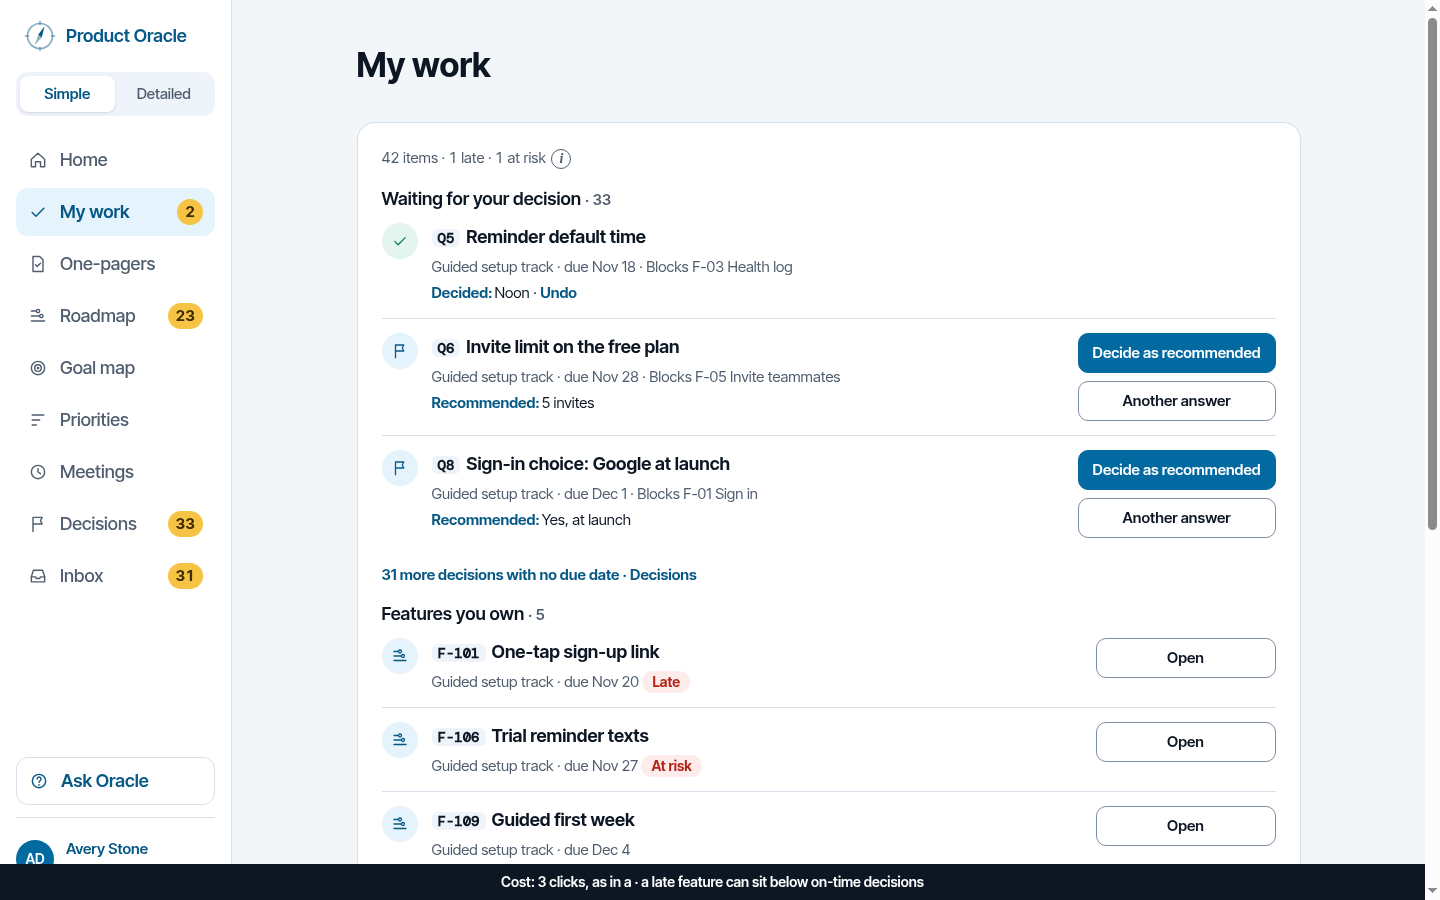 Product Oracle
Simple
Detailed
Home
My work
2
One-pagers
Roadmap
23
Goal map
Priorities
Meetings
Decisions
33
Inbox
31
Ask Oracle
AD
Avery Stone
My work
42 items · 1 late · 1 at risk i
Waiting for your decision · 33
Q5 Reminder default time
Guided setup track · due Nov 18 · Blocks F-03 Health log
Decided: Noon · Undo
Q6 Invite limit on the free plan
Guided setup track · due Nov 28 · Blocks F-05 Invite teammates
Recommended: 5 invites
Decide as recommended
Another answer
Q8 Sign-in choice: Google at launch
Guided setup track · due Dec 1 · Blocks F-01 Sign in
Recommended: Yes, at launch
Decide as recommended
Another answer
31 more decisions with no due date · Decisions
Features you own · 5
F-101 One-tap sign-up link
Guided setup track · due Nov 20 Late
Open
F-106 Trial reminder texts
Guided setup track · due Nov 27 At risk
Open
F-109 Guided first week
Guided setup track · due Dec 4
Open
Cost: 3 clicks, as in a · a late feature can sit below on-time decisions